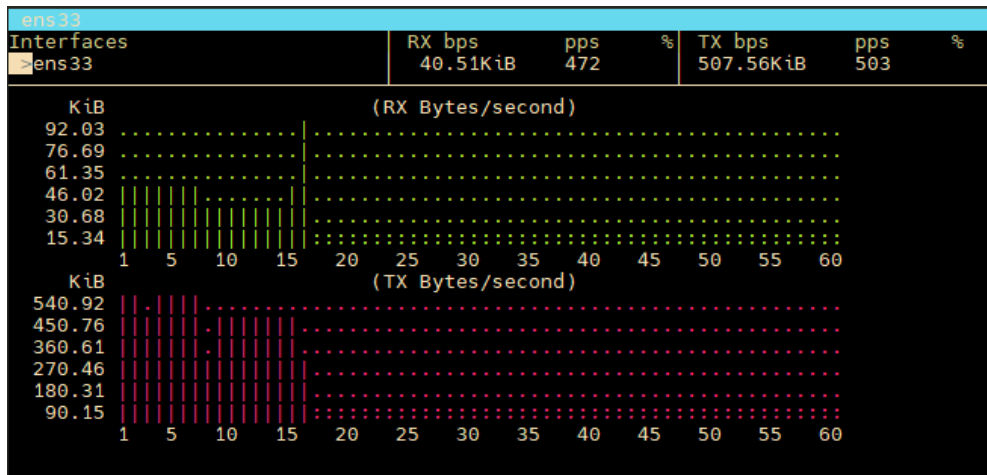 ens33
Interfaces RX bps pps % TX bps pps %
>ens33 40.51KiB 472 507.56KiB 503
KiB (RX Bytes/second)
92.03
76.69
61.35
46.02
30.68
15.34
1 5 10 15 20 25 30 35 40 45 50 55 60
KiB (TX Bytes/second)
540.92
450.76
360.61
270.46
180.31
90.15
1 5 10 15 20 25 30 35 40 45 50 55 60